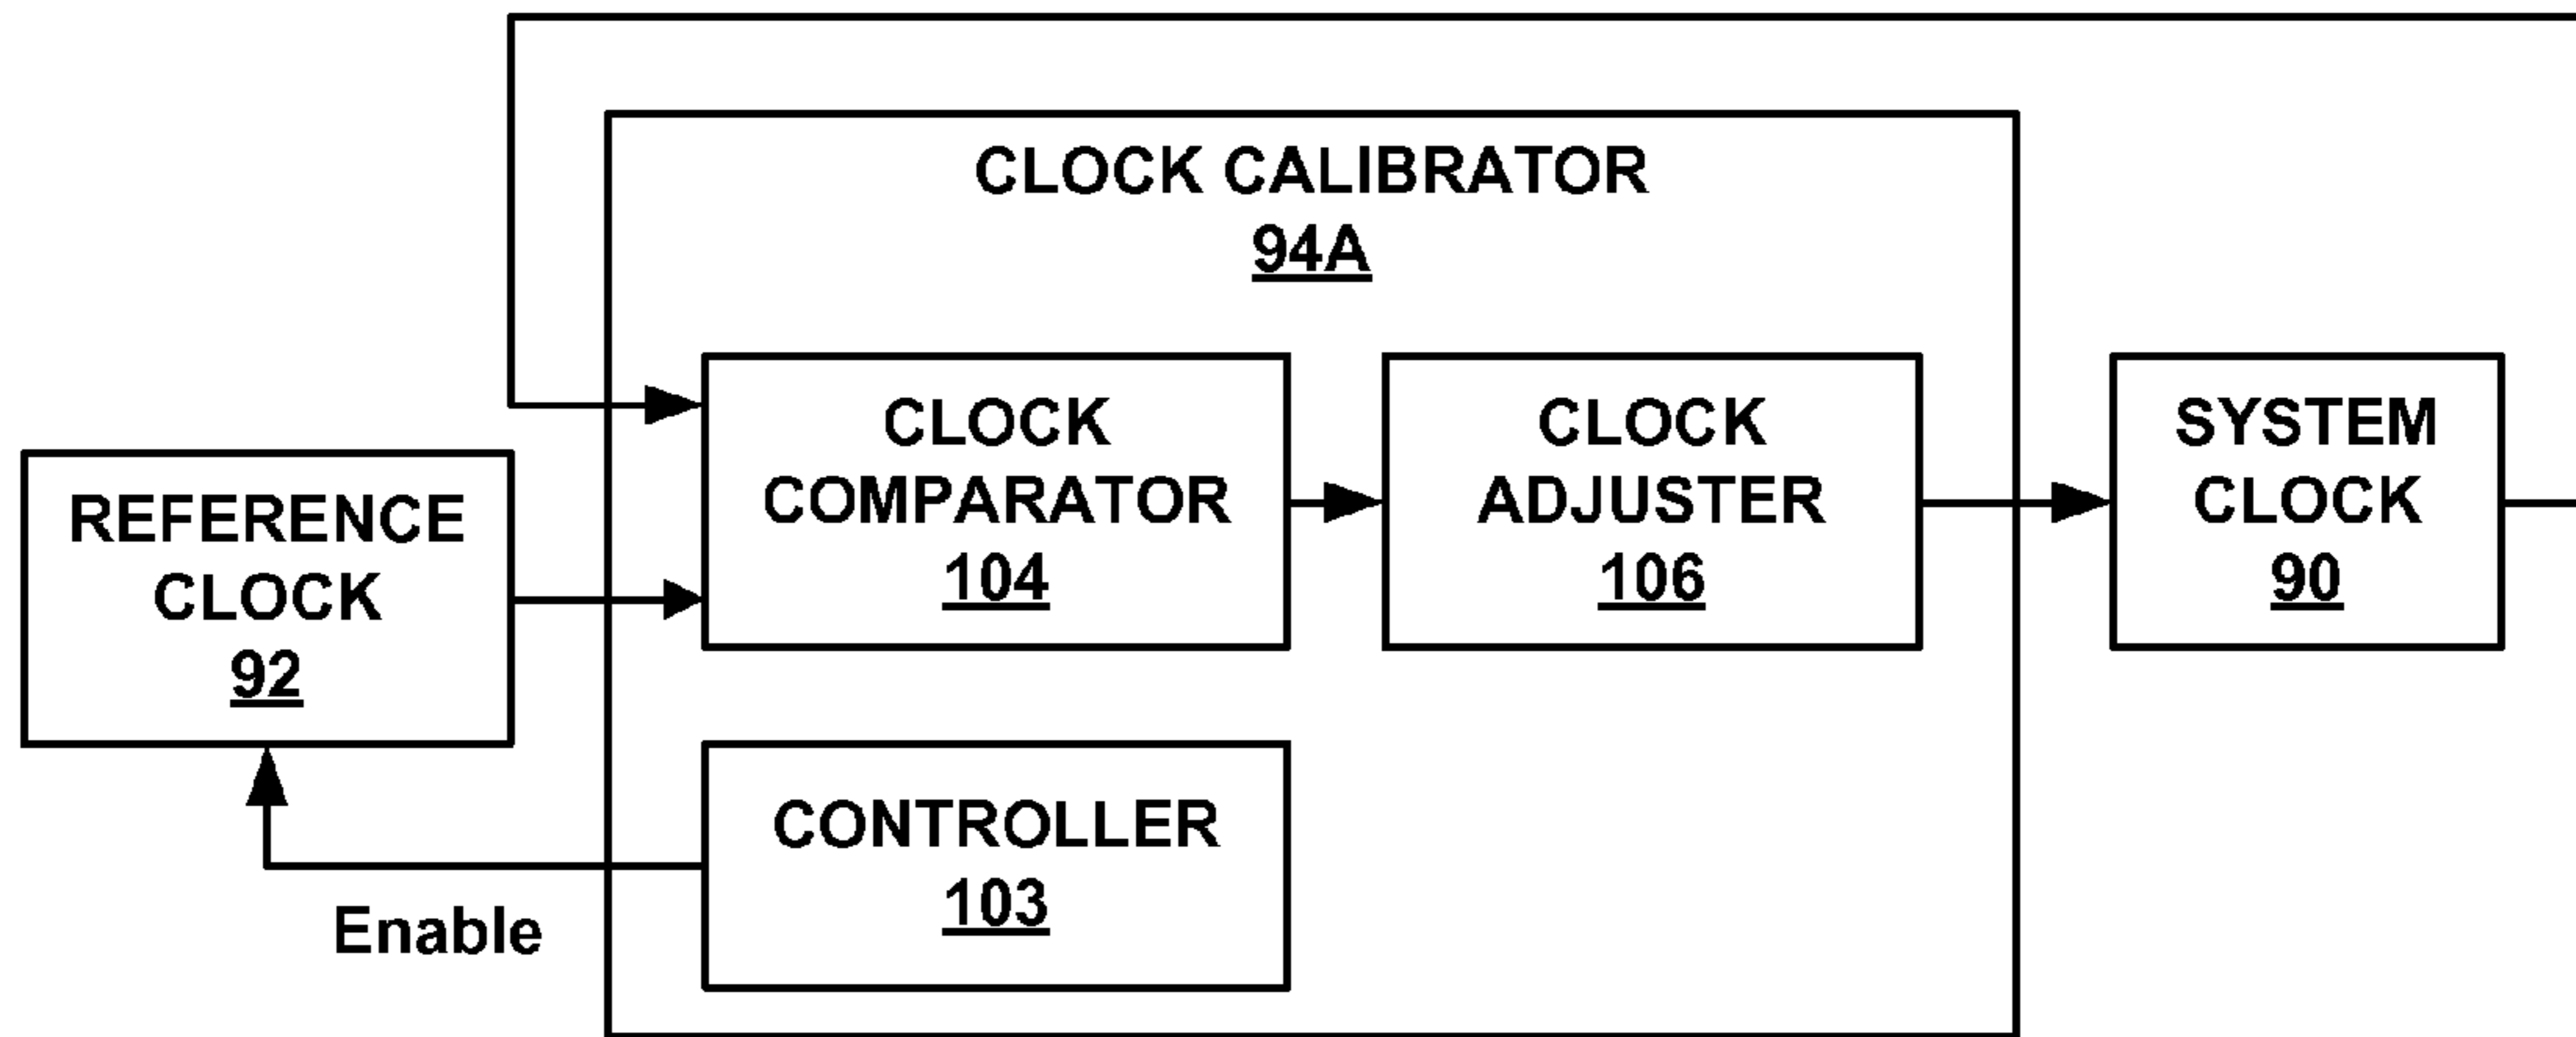 CLOCK CALIBRATOR
94A
REFERENCE
CLOCK
92
CLOCK
COMPARATOR
104
CLOCK
ADJUSTER
106
SYSTEM
CLOCK
90
CONTROLLER
103
Enable